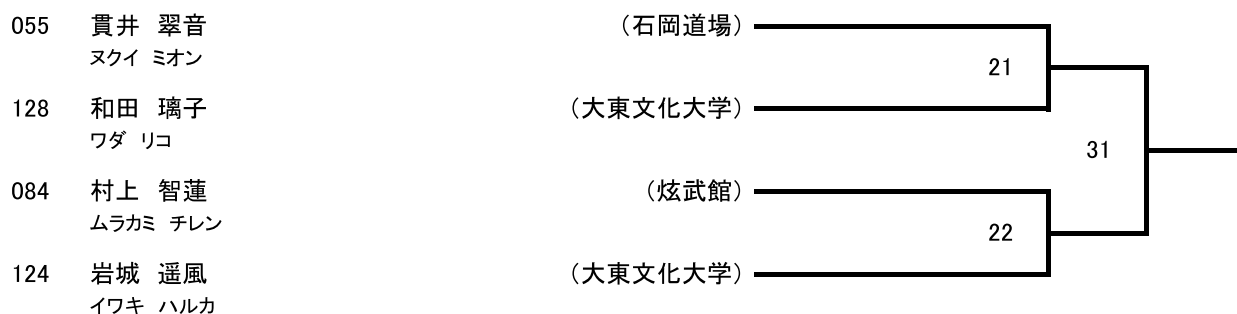 055 貫井 翠音 (石岡道場)
ヌクイ ミオン
21
128 和田 璃子 (大東文化大学)
ワダ リコ
31
084 村上 智蓮 (炫武館)
ムラカミ チレン
22
124 岩城 遥風 (大東文化大学)
イワキ ハルカ